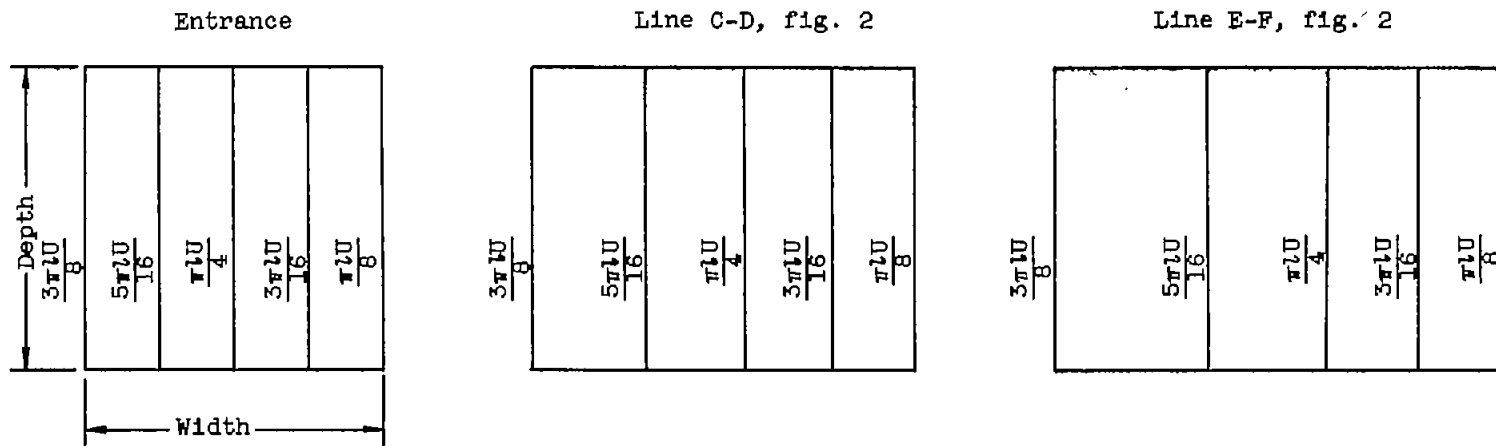 Entrance
Line C-D, fig. 2
Line E-F, fig. 2
Depth
3πlU/8
5πlU/16
πlU/4
3πlU/16
πlU/8
3πlU/8
5πlU/16
πlU/4
3πlU/16
πlU/8
3πlU/8
5πlU/16
πlU/4
3πlU/16
πlU/8
Width